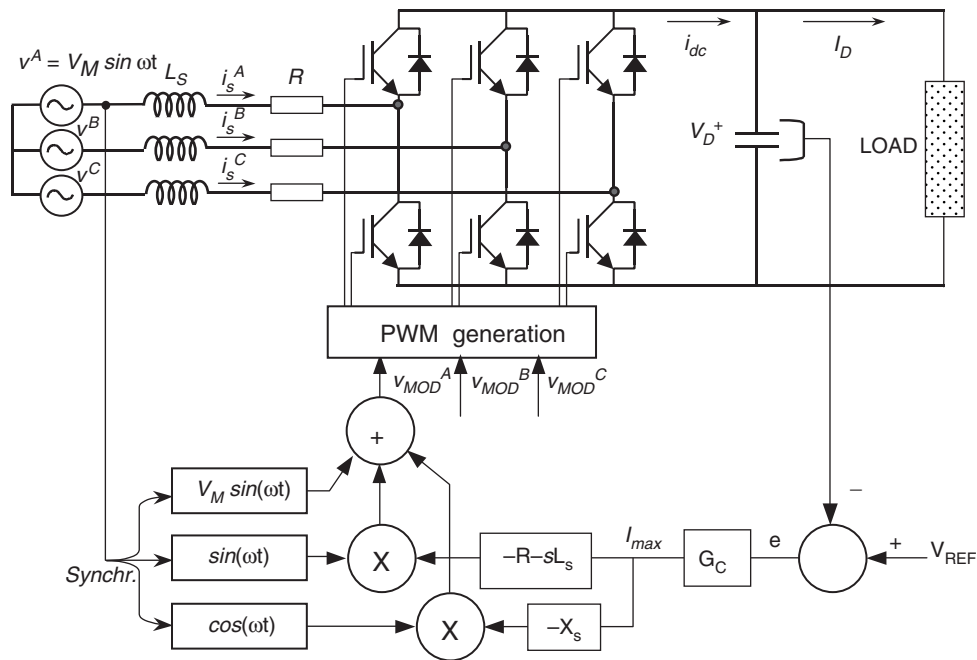 v^A = V_M sin ωt
L_S
i_s^A
R
i_dc
I_D
v^B
i_s^B
v^C
i_s^C
V_D +
LOAD
PWM generation
v_MOD^A
v_MOD^B
v_MOD^C
+
V_M sin(ωt)
−
sin(ωt)
X
−R−sL_s
I_max
G_C
e
+
V_REF
Synchr.
cos(ωt)
X
−X_s